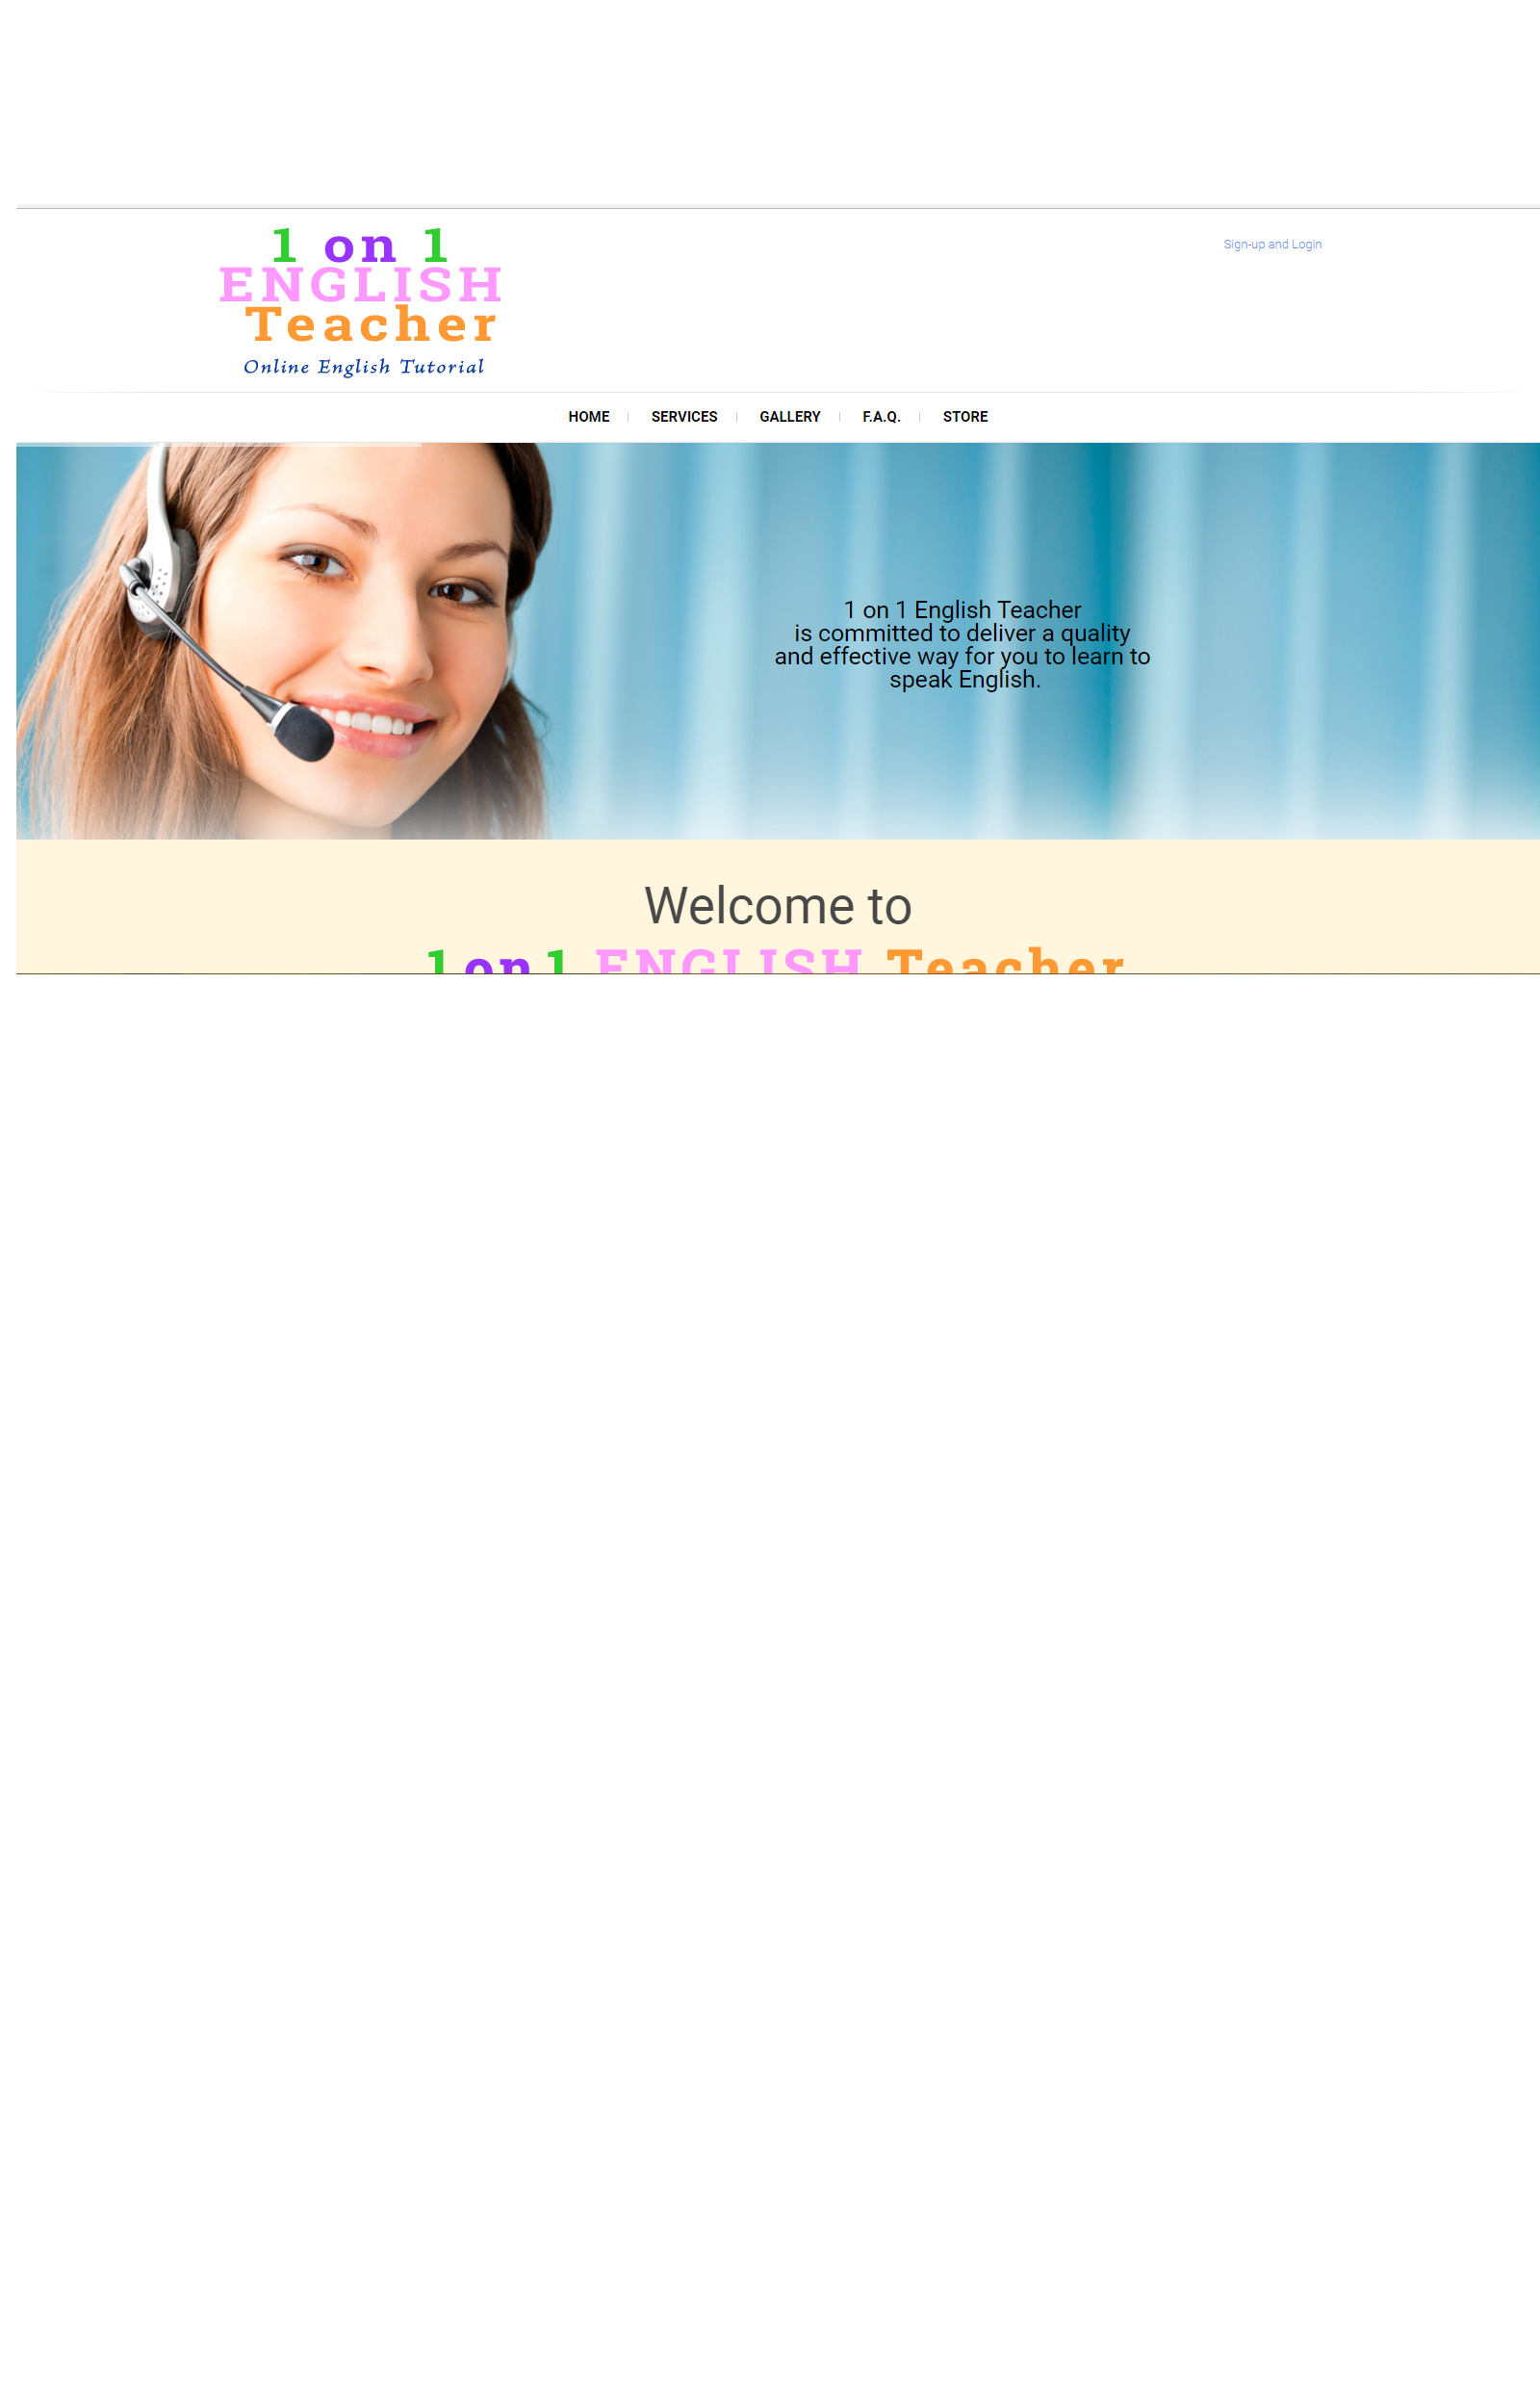 1 on 1
ENGLISH
Teacher
Online English Tutorial
Sign-up and Login
HOME
SERVICES
GALLERY
F.A.Q.
STORE
1 on 1 English Teacher
is committed to deliver a quality
and effective way for you to learn to
speak English.
Welcome to
1 on 1 ENGLISH Teacher